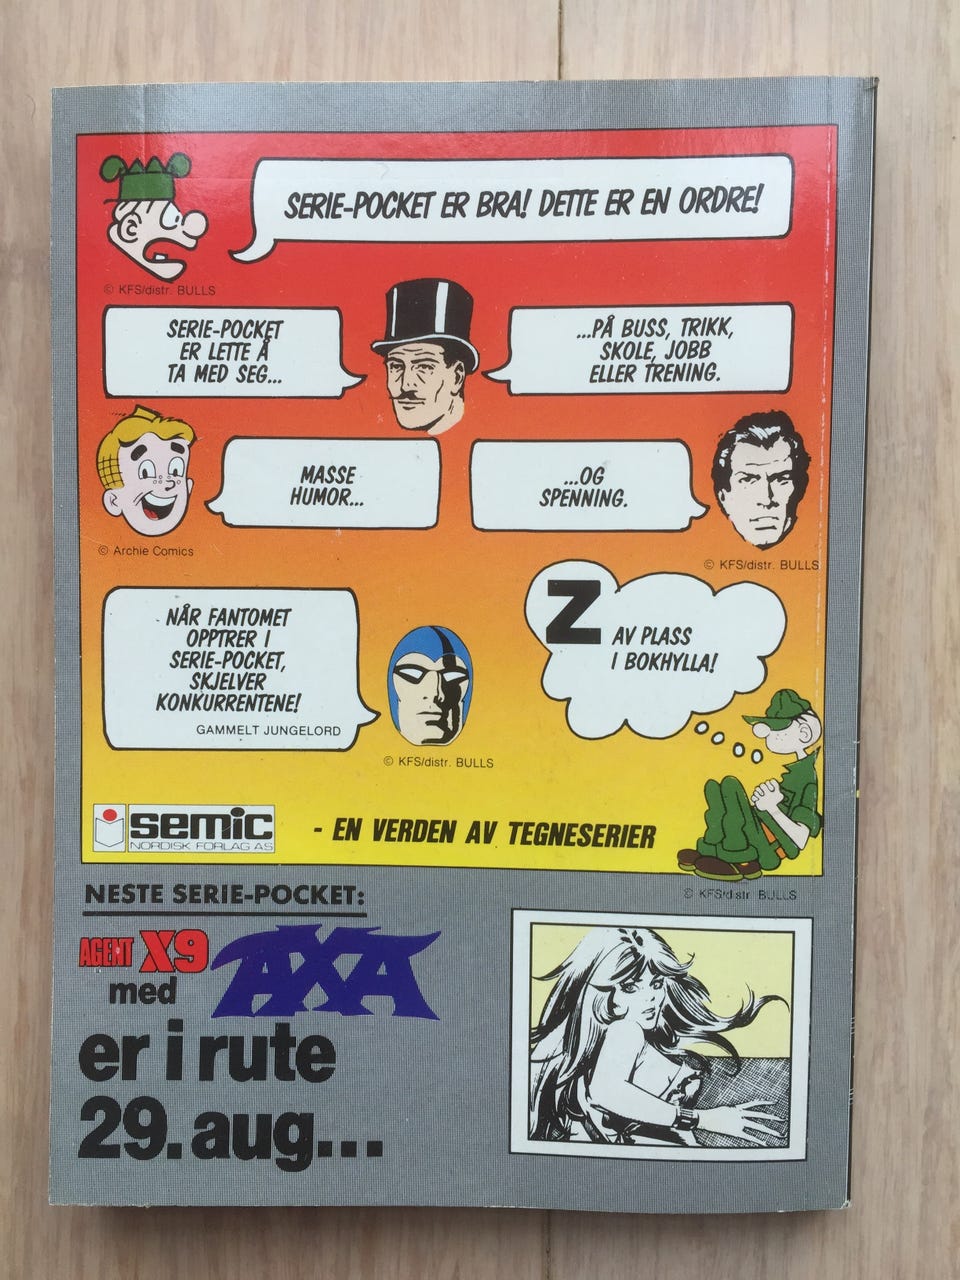 SERIE-POCKET ER BRA! DETTE ER EN ORDRE!
© KFS/distr. BULLS
SERIE-POCKET
ER LETTE Å
TA MED SEG...
...PÅ BUSS, TRIKK,
SKOLE, JOBB
ELLER TRENING.
MASSE
HUMOR...
...OG
SPENNING.
© Archie Comics
© KFS/distr. BULLS
NÅR FANTOMET
OPPTRER I
SERIE-POCKET,
SKJELVER
KONKURRENTENE!
GAMMELT JUNGELORD
Z AV PLASS
I BOKHYLLA!
© KFS/distr. BULLS
semic
NORDISK FORLAG AS
- EN VERDEN AV TEGNESERIER
© KFS/distr. BULLS
NESTE SERIE-POCKET:
AGENT X9
med AXA
er i rute
29. aug...